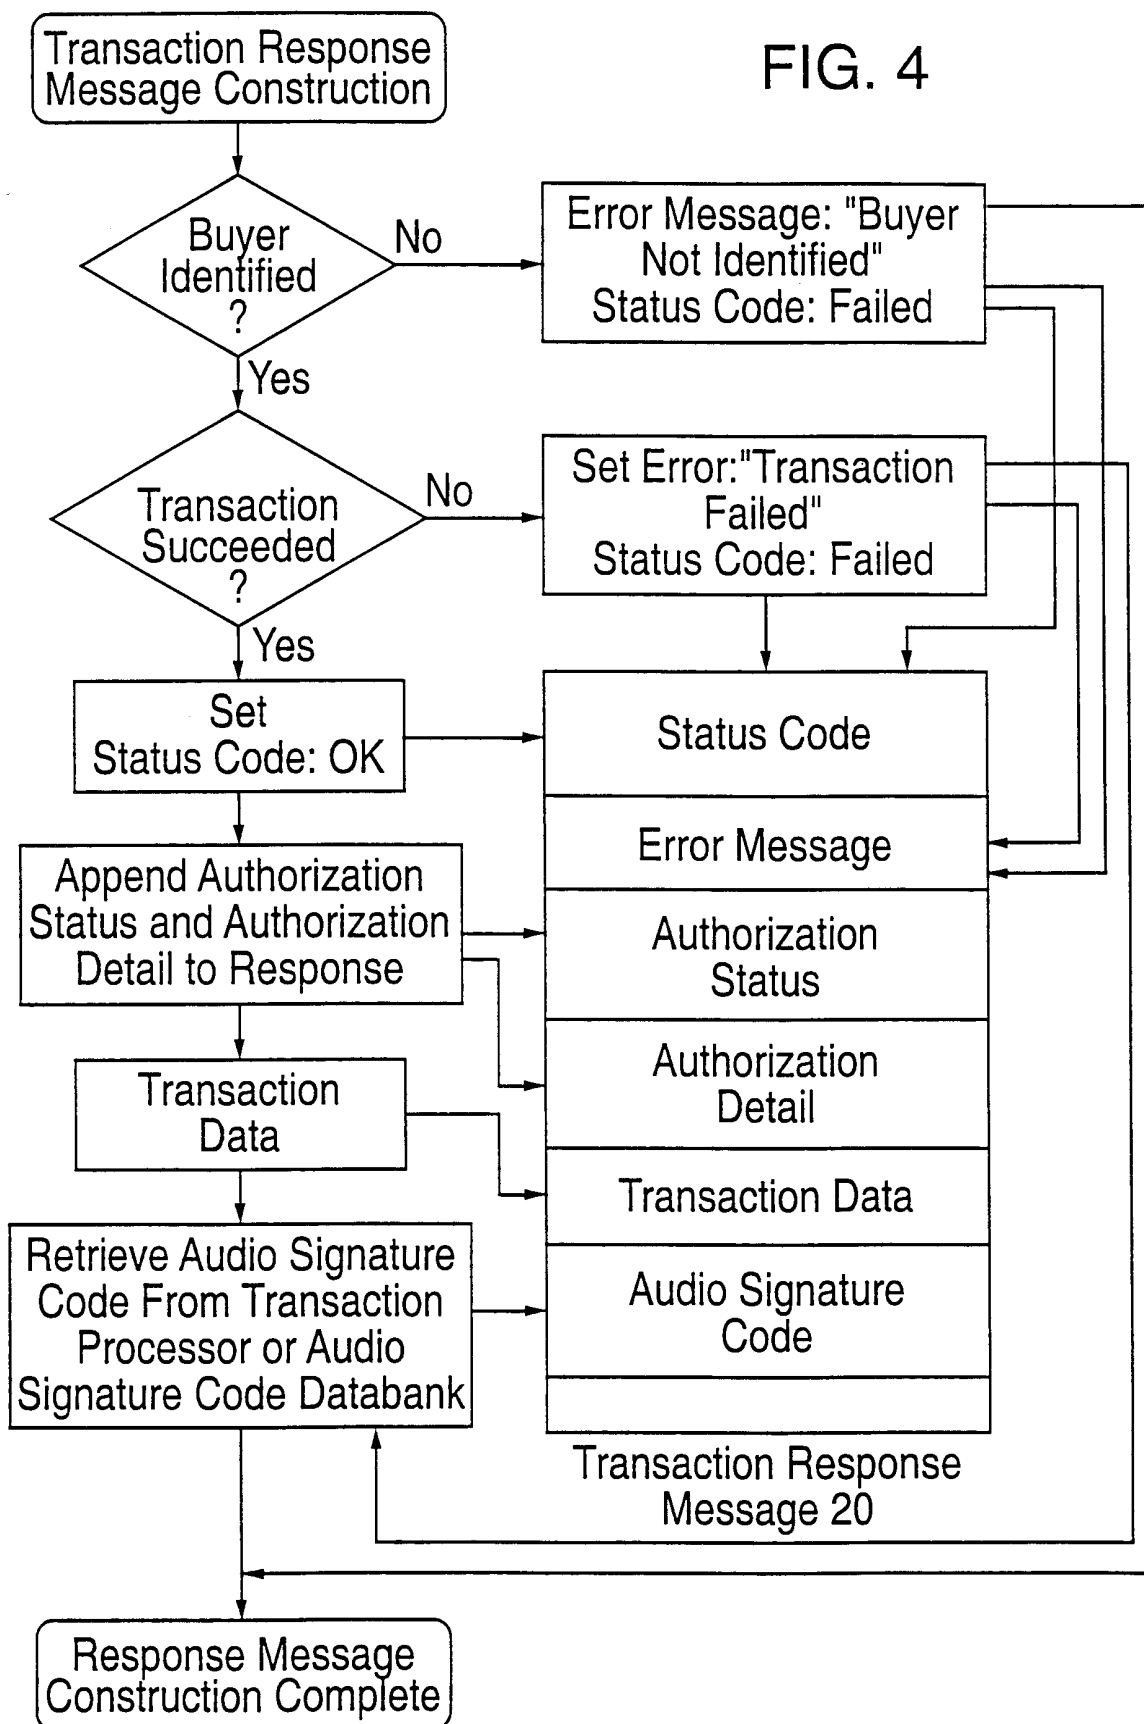 Transaction Response
Message Construction
FIG. 4
Buyer
Identified
?
No
Error Message: "Buyer
Not Identified"
Status Code: Failed
Yes
Transaction
Succeeded
?
No
Set Error:"Transaction
Failed"
Status Code: Failed
Yes
Set
Status Code: OK
Status Code
Error Message
Append Authorization
Status and Authorization
Detail to Response
Authorization
Status
Authorization
Detail
Transaction
Data
Transaction Data
Retrieve Audio Signature
Code From Transaction
Processor or Audio
Signature Code Databank
Audio Signature
Code
Transaction Response
Message 20
Response Message
Construction Complete